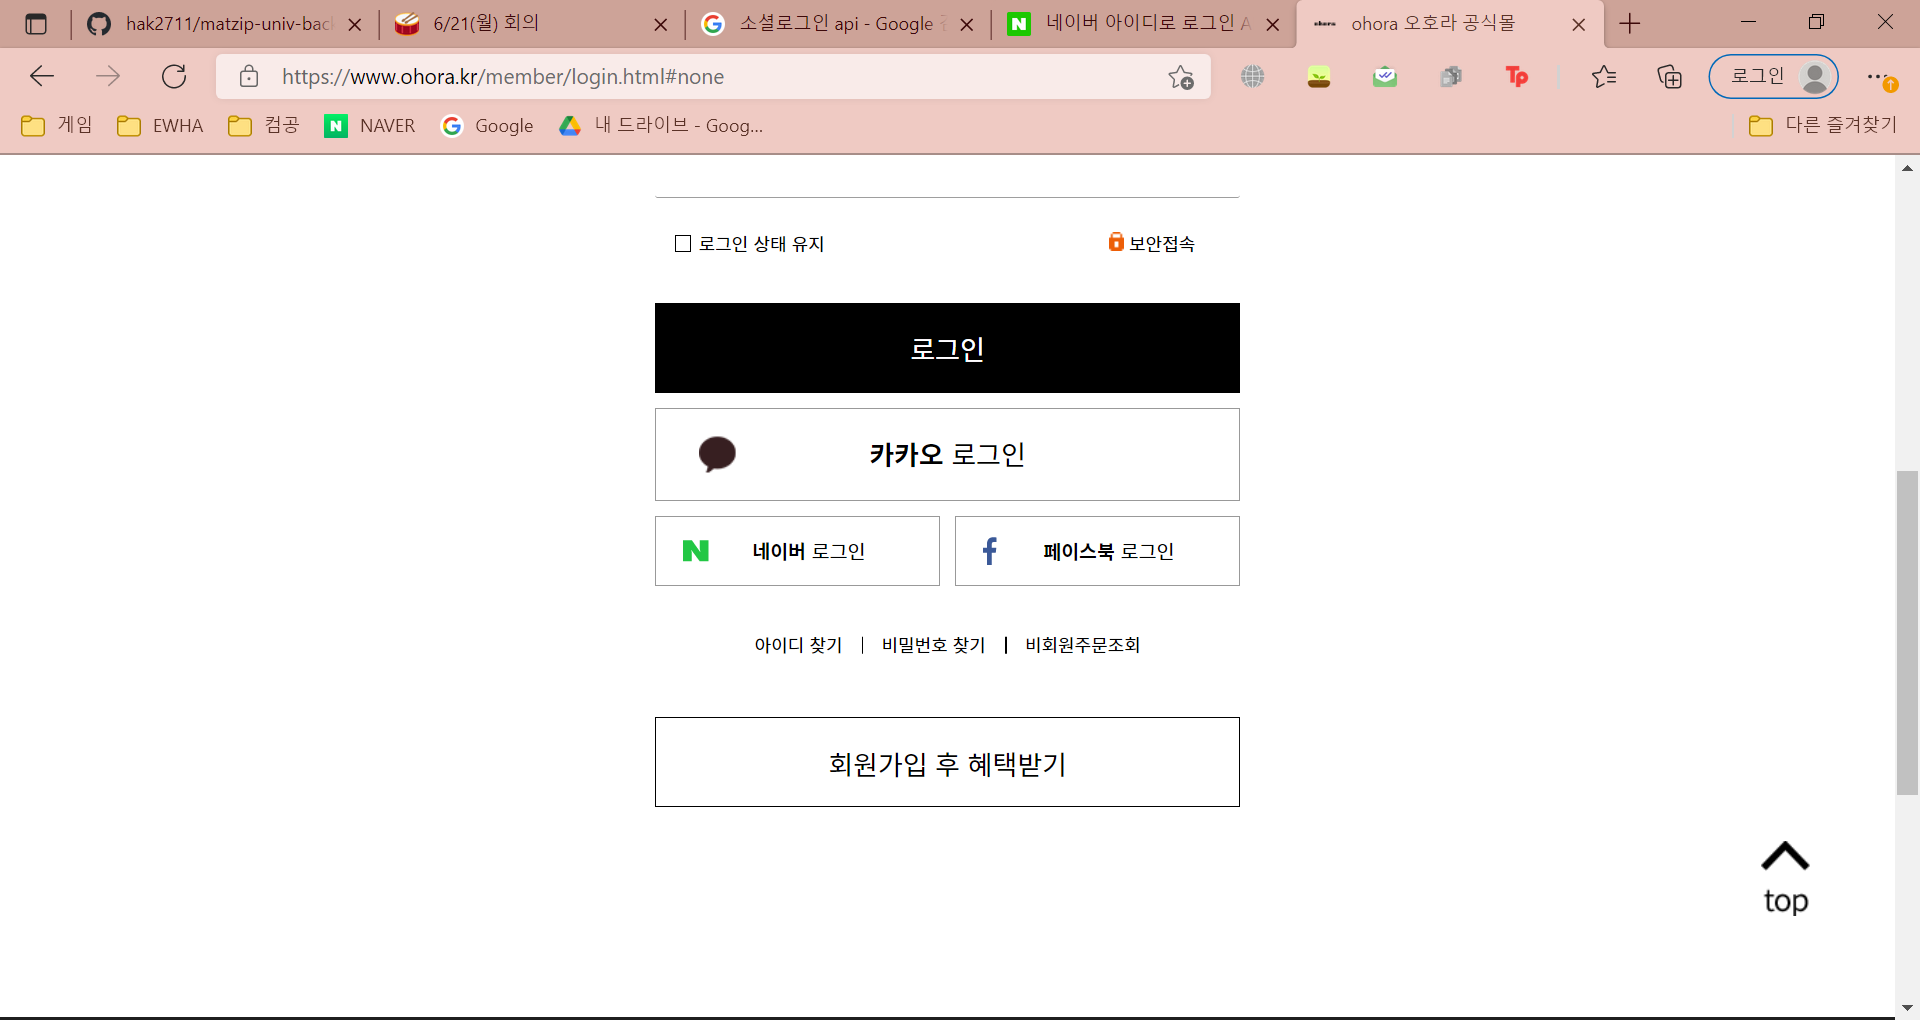 hak2711/matzip-univ-back
6/21(월) 회의
소셜로그인 api - Google
네이버 아이디로 로그인 A
ohora 오호라 공식몰
https://www.ohora.kr/member/login.html#none
Tp
로그인
게임
EWHA
컴공
N NAVER
Google
내 드라이브 - Goog...
다른 즐겨찾기
로그인 상태 유지
보안접속
로그인
카카오 로그인
N 네이버 로그인
f 페이스북 로그인
아이디 찾기 | 비밀번호 찾기 | 비회원주문조회
회원가입 후 혜택받기
top